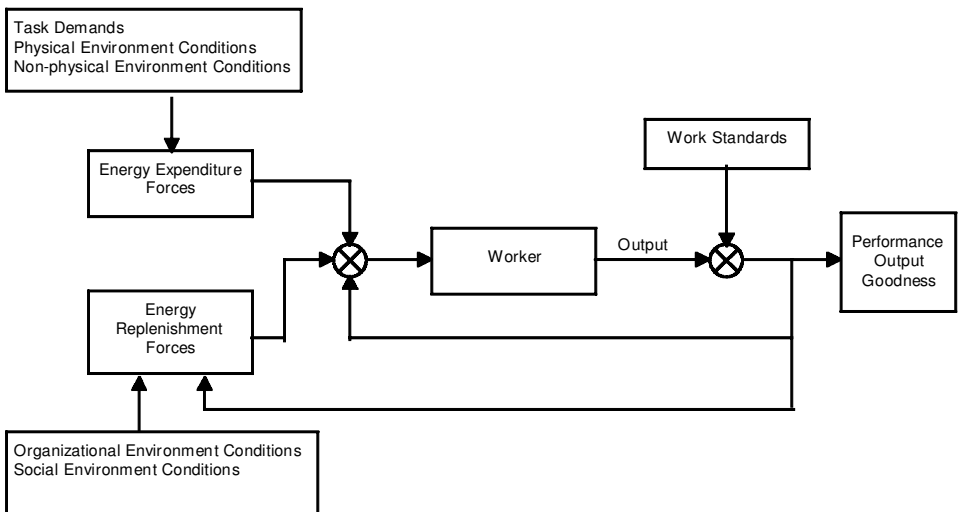 Task Demands
Physical Environment Conditions
Non-physical Environment Conditions
Work Standards
Energy Expenditure
Forces
Output
Worker
Performance
Output
Goodness
Energy
Replenishment
Forces
Organizational Environment Conditions
Social Environment Conditions